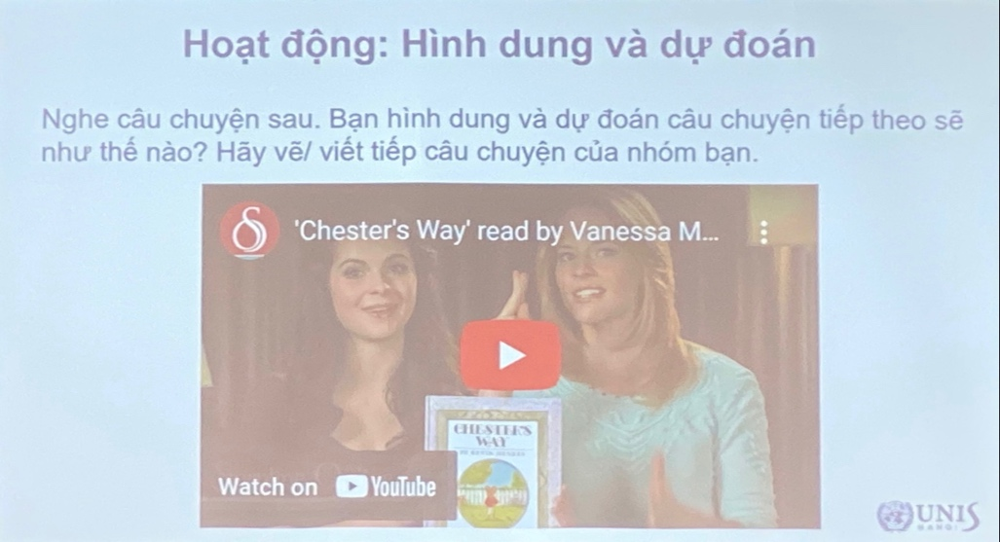 Hoạt động: Hình dung và dự đoán
Nghe câu chuyện sau. Bạn hình dung và dự đoán câu chuyện tiếp theo sẽ
như thế nào? Hãy vẽ/ viết tiếp câu chuyện của nhóm bạn.
'Chester's Way' read by Vanessa M...
CHESTER'S
WAY
Watch on YouTube
UNIS
HANOI